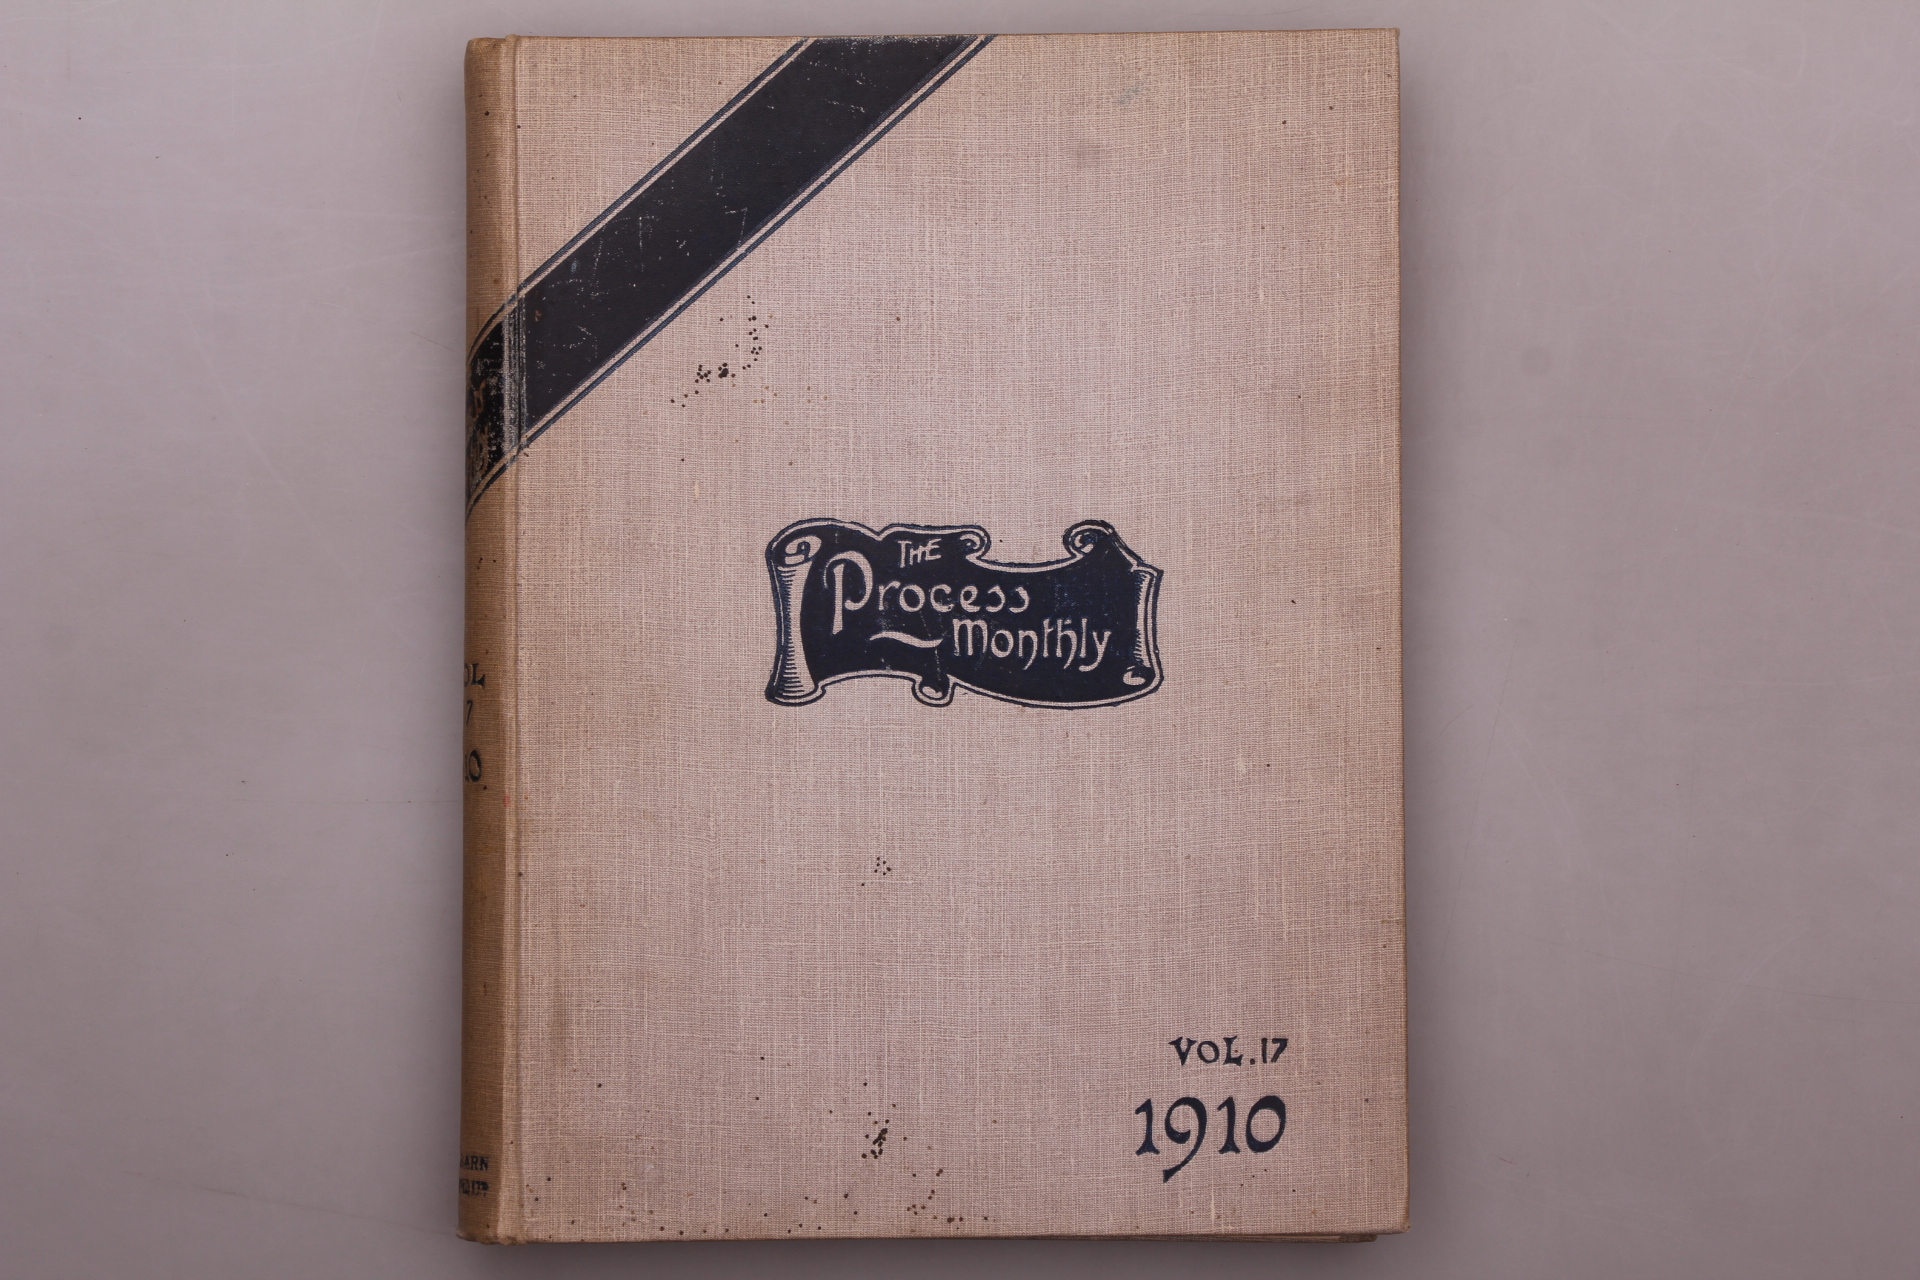 THE
Process
Monthly
VOL. 17
1910